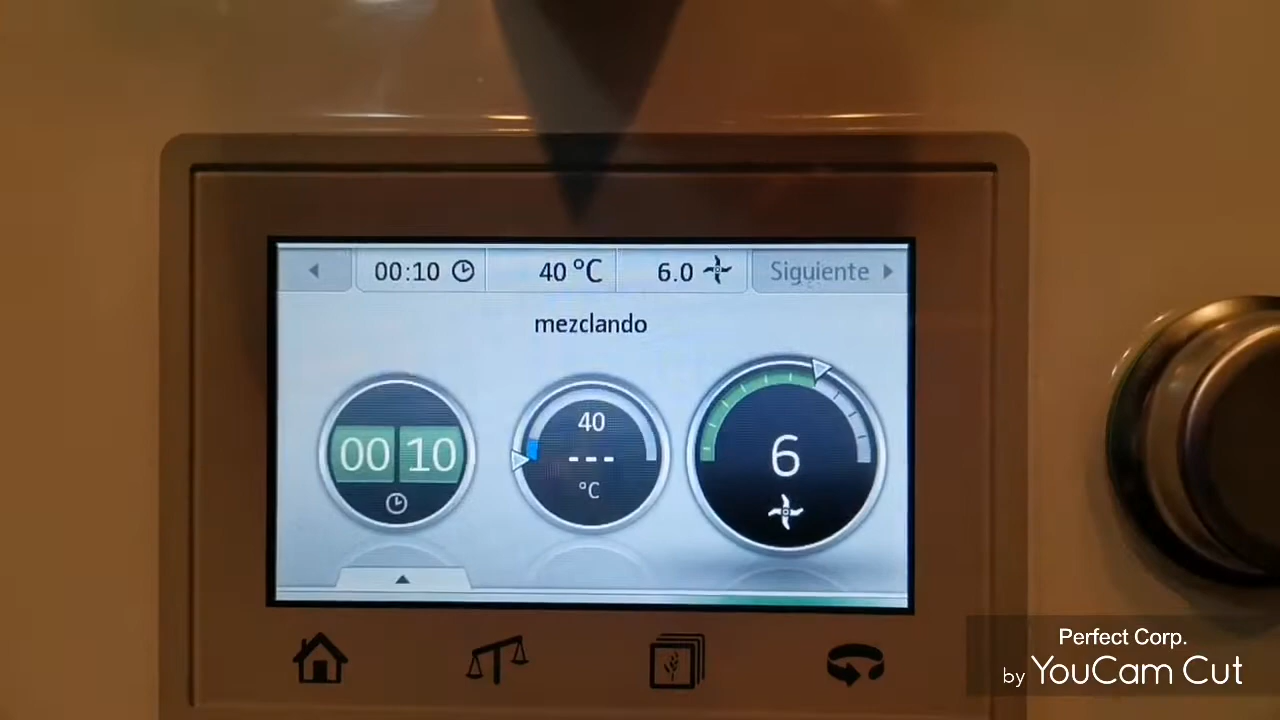 00:10 40 °C 6.0 Siguiente
mezclando
00 10
40
---
°C
6
Perfect Corp.
by YouCam Cut